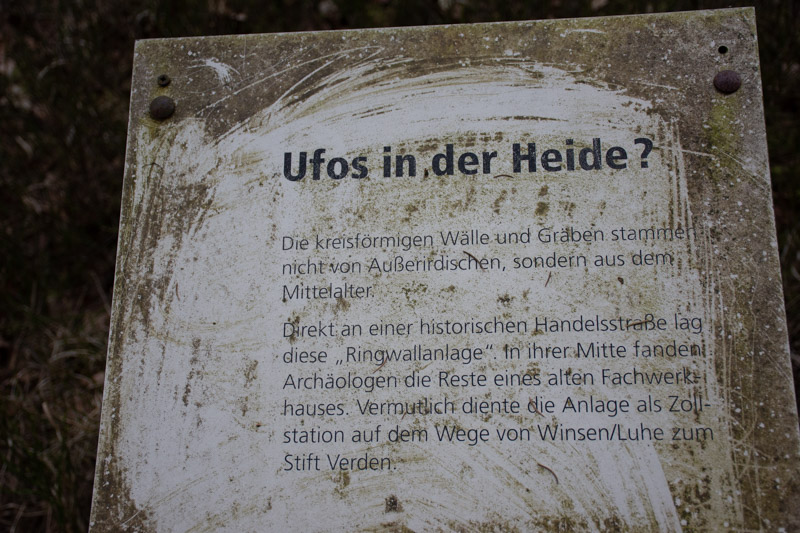 Ufos in der Heide?
Die kreisförmigen Wälle und Gräben stammen
nicht von Außerirdischen, sondern aus dem
Mittelalter.
Direkt an einer historischen Handelsstraße lag
diese „Ringwallanlage“. In ihrer Mitte fanden
Archäologen die Reste eines alten Fachwerk-
hauses. Vermutlich diente die Anlage als Zoll-
station auf dem Wege von Winsen/Luhe zum
Stift Verden.